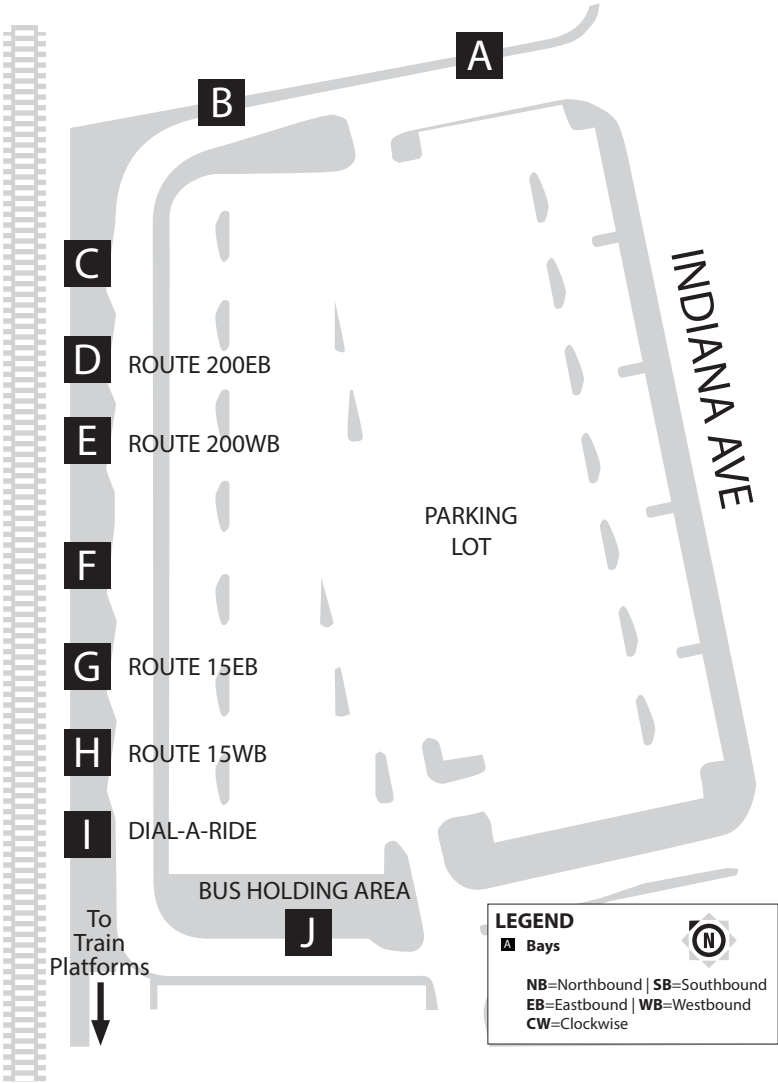 A
B
C
D
ROUTE 200EB
E
ROUTE 200WB
F
G
ROUTE 15EB
H
ROUTE 15WB
I
DIAL-A-RIDE
INDIANA AVE
PARKING
LOT
BUS HOLDING AREA
J
To
Train
Platforms
LEGEND
A Bays
N
NB=Northbound | SB=Southbound
EB=Eastbound | WB=Westbound
CW=Clockwise